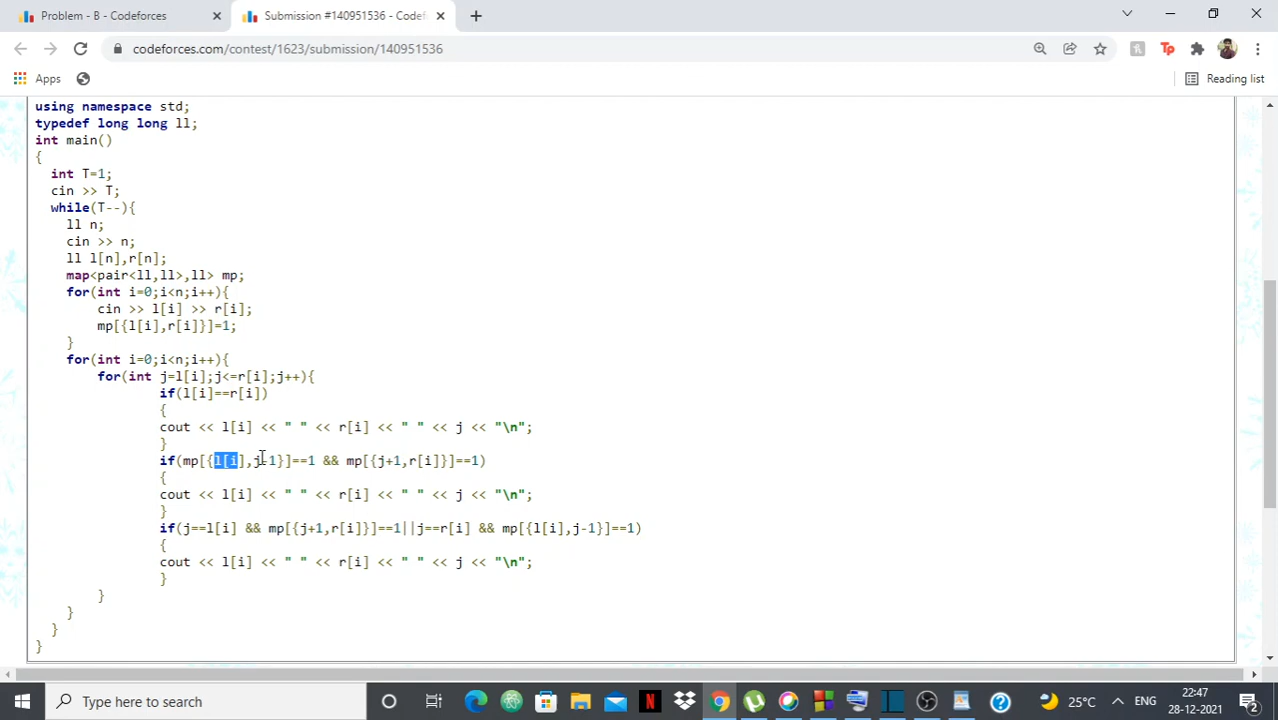 Problem - B - Codeforces
Submission #140951536 - Codef
codeforces.com/contest/1623/submission/140951536
Apps
Reading list
using namespace std;
typedef long long ll;
int main()
{
int T=1;
cin >> T;
while(T--){
ll n;
cin >> n;
ll l[n],r[n];
map<pair<ll,ll>,ll> mp;
for(int i=0;i<n;i++){
cin >> l[i] >> r[i];
mp[{l[i],r[i]}]=1;
}
for(int i=0;i<n;i++){
for(int j=l[i];j<=r[i];j++){
if(l[i]==r[i])
{
cout << l[i] << " " << r[i] << " " << j << "\n";
}
if(mp[{l[i],j-1}]==1 && mp[{j+1,r[i]}]==1)
{
cout << l[i] << " " << r[i] << " " << j << "\n";
}
if(j==l[i] && mp[{j+1,r[i]}]==1||j==r[i] && mp[{l[i],j-1}]==1)
{
cout << l[i] << " " << r[i] << " " << j << "\n";
}
}
}
}
}
Type here to search
25°C
ENG
22:47
28-12-2021
2